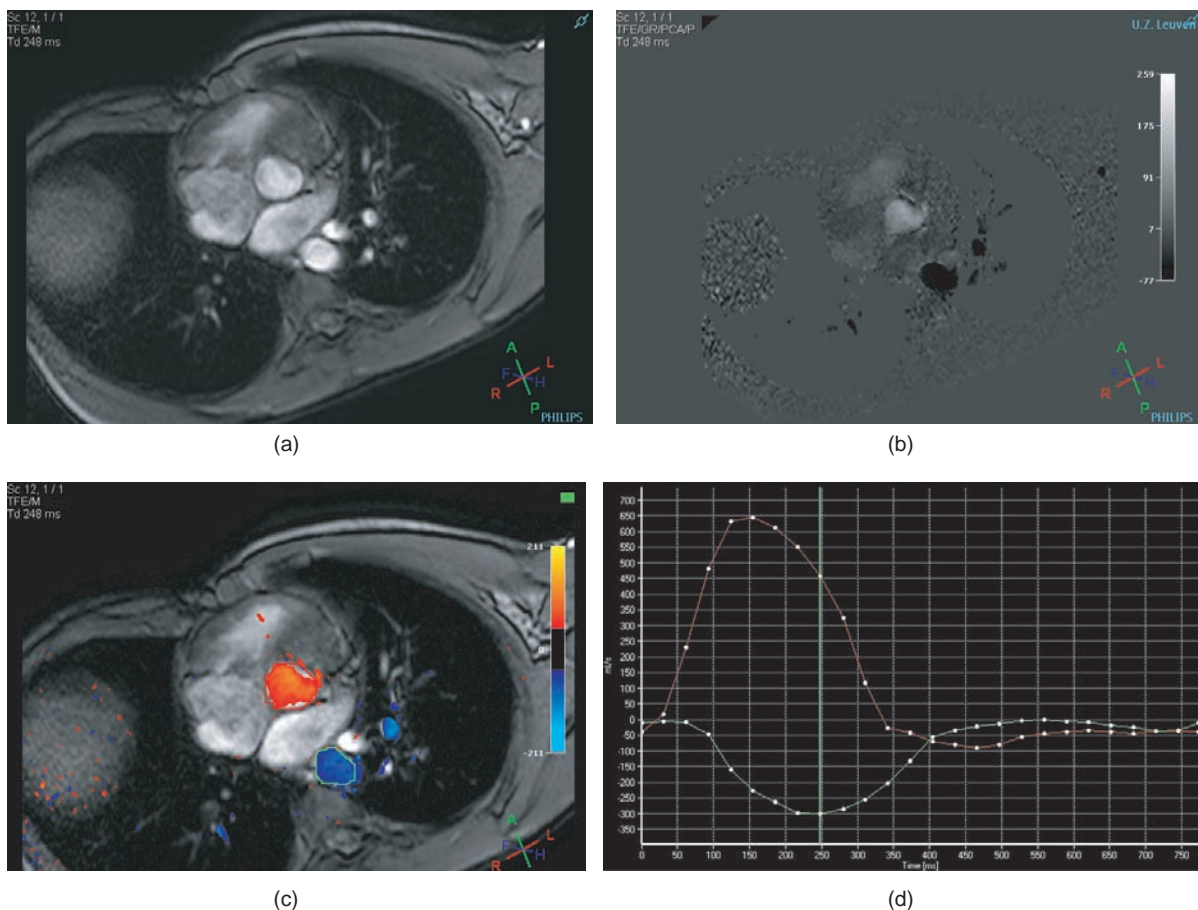 Sc 12, 1 / 1
TFE/M
Td 248 ms
A
L
F
H
R
P
PHILIPS
(a)
Sc 12, 1 / 1
TFE/GR/PCA/P
Td 248 ms
U.Z. Leuven
259
175
91
7
-77
A
L
F
H
R
P
PHILIPS
(b)
Sc 12, 1 / 1
TFE/M
Td 248 ms
211
0
-211
A
L
F
H
R
P
PHILIPS
(c)
700
650
600
550
500
450
400
350
300
250
200
150
100
50
0
-50
-100
-150
-200
-250
-300
-350
ml/s
0 50 100 150 200 250 300 350 400 450 500 550 600 650 700 750
Time [ms]
(d)